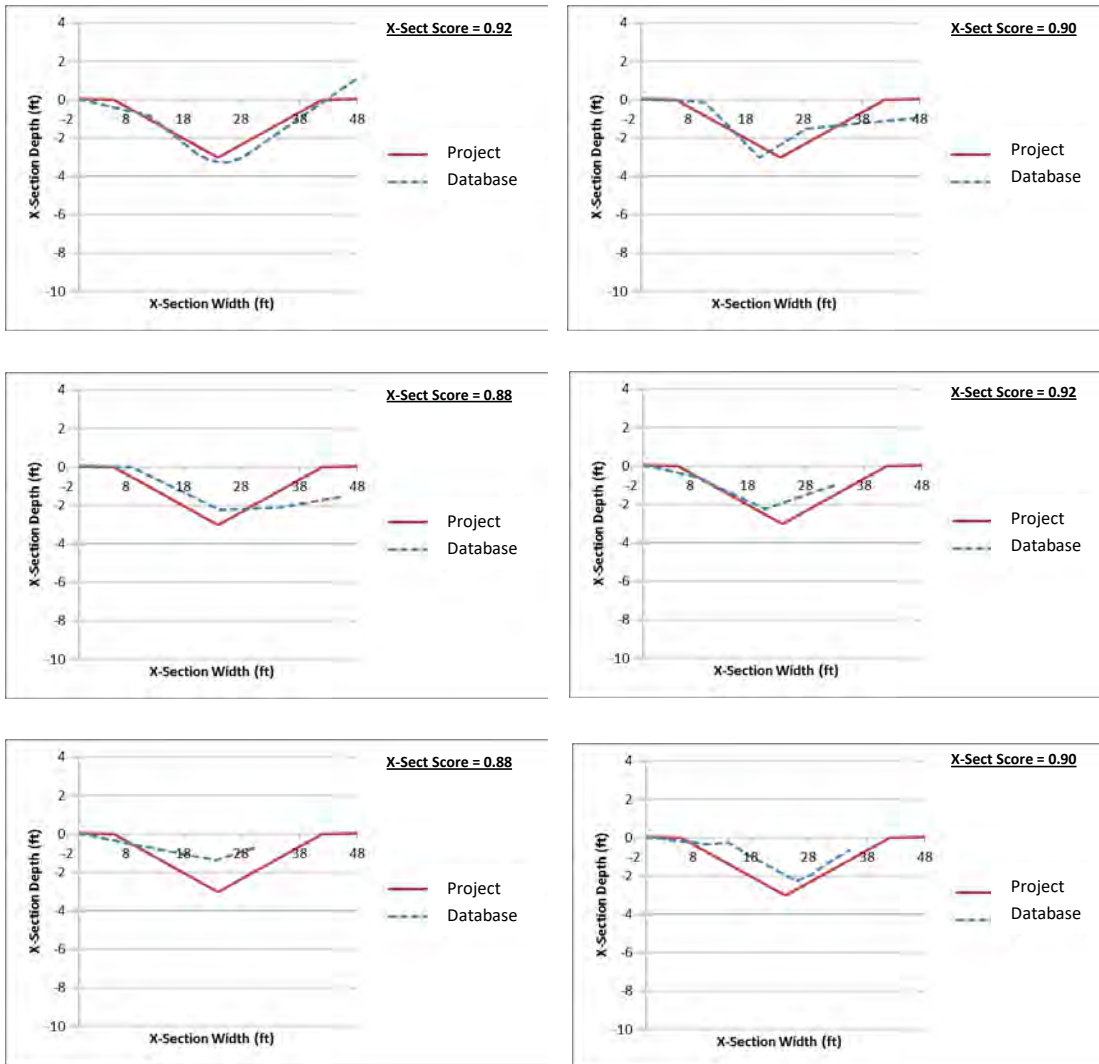 X-Sect Score = 0.92
4
2
0
-2
-4
-6
-8
-10
-2 8 18 28 38 48
X-Section Depth (ft)
X-Section Width (ft)
Project
Database
X-Sect Score = 0.90
4
2
0
-2
-4
-6
-8
-10
-2 8 18 28 38 48
X-Section Depth (ft)
X-Section Width (ft)
Project
Database
X-Sect Score = 0.88
4
2
0
-2
-4
-6
-8
-10
-2 8 18 28 38 48
X-Section Depth (ft)
X-Section Width (ft)
Project
Database
X-Sect Score = 0.92
4
2
0
-2
-4
-6
-8
-10
-2 8 18 28 38 48
X-Section Depth (ft)
X-Section Width (ft)
Project
Database
X-Sect Score = 0.88
4
2
0
-2
-4
-6
-8
-10
-2 8 18 28 38 48
X-Section Depth (ft)
X-Section Width (ft)
Project
Database
X-Sect Score = 0.90
4
2
0
-2
-4
-6
-8
-10
-2 8 18 28 38 48
X-Section Depth (ft)
X-Section Width (ft)
Project
Database